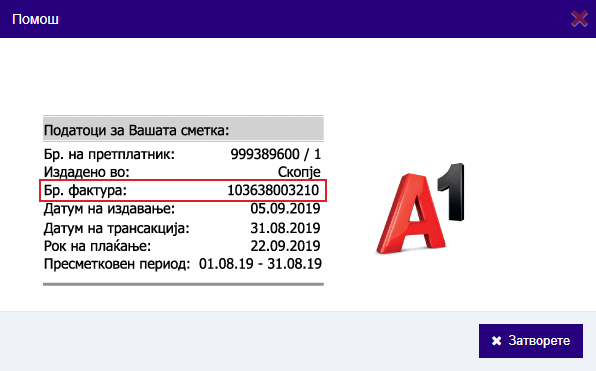 Помош
Податоци за Вашата сметка:
Бр. на претплатник: 999389600 / 1
Издадено во: Скопје
Бр. фактура: 103638003210
Датум на издавање: 05.09.2019
Датум на трансакција: 31.08.2019
Рок на плаќање: 22.09.2019
Пресметковен период: 01.08.19 - 31.08.19
A1
Затворете